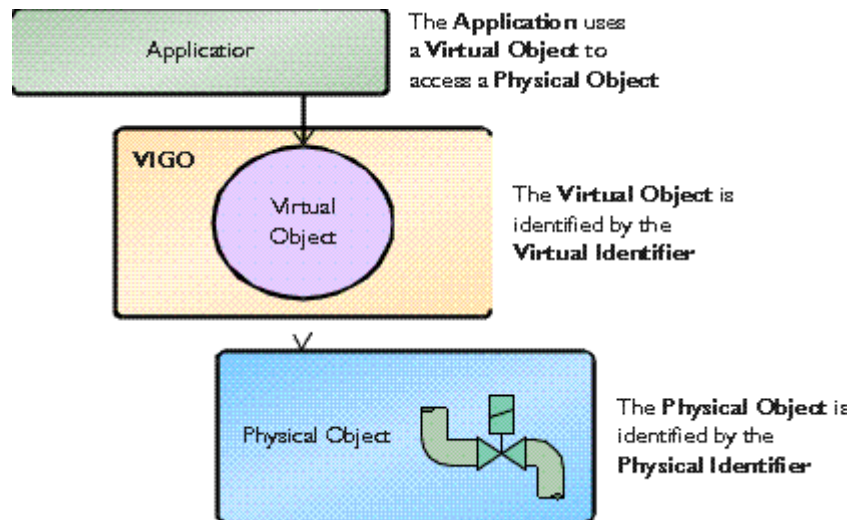 Application
The Application uses
a Virtual Object to
access a Physical Object
VIGO
Virtual
Object
The Virtual Object is
identified by the
Virtual Identifier
Physical Object
The Physical Object is
identified by the
Physical Identifier